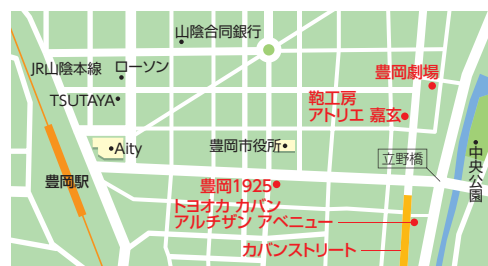 山陰合同銀行
JR山陰本線
ローソン
豊岡劇場
TSUTAYA
鞄工房
アトリエ 嘉玄
Aity
豊岡市役所
立野橋
中央公園
豊岡駅
豊岡1925
トヨオカ カバン
アルチザン アベニュー
カバンストリート